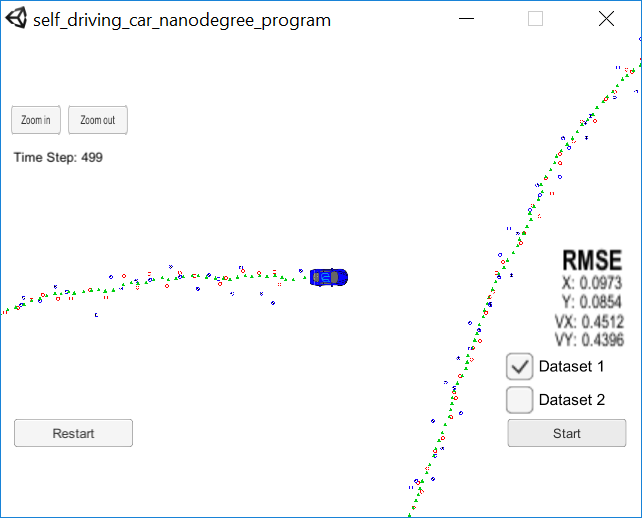 self_driving_car_nanodegree_program
Zoom in
Zoom out
Time Step: 499
RMSE
X: 0.0973
Y: 0.0854
VX: 0.4512
VY: 0.4396
Dataset 1
Dataset 2
Restart
Start